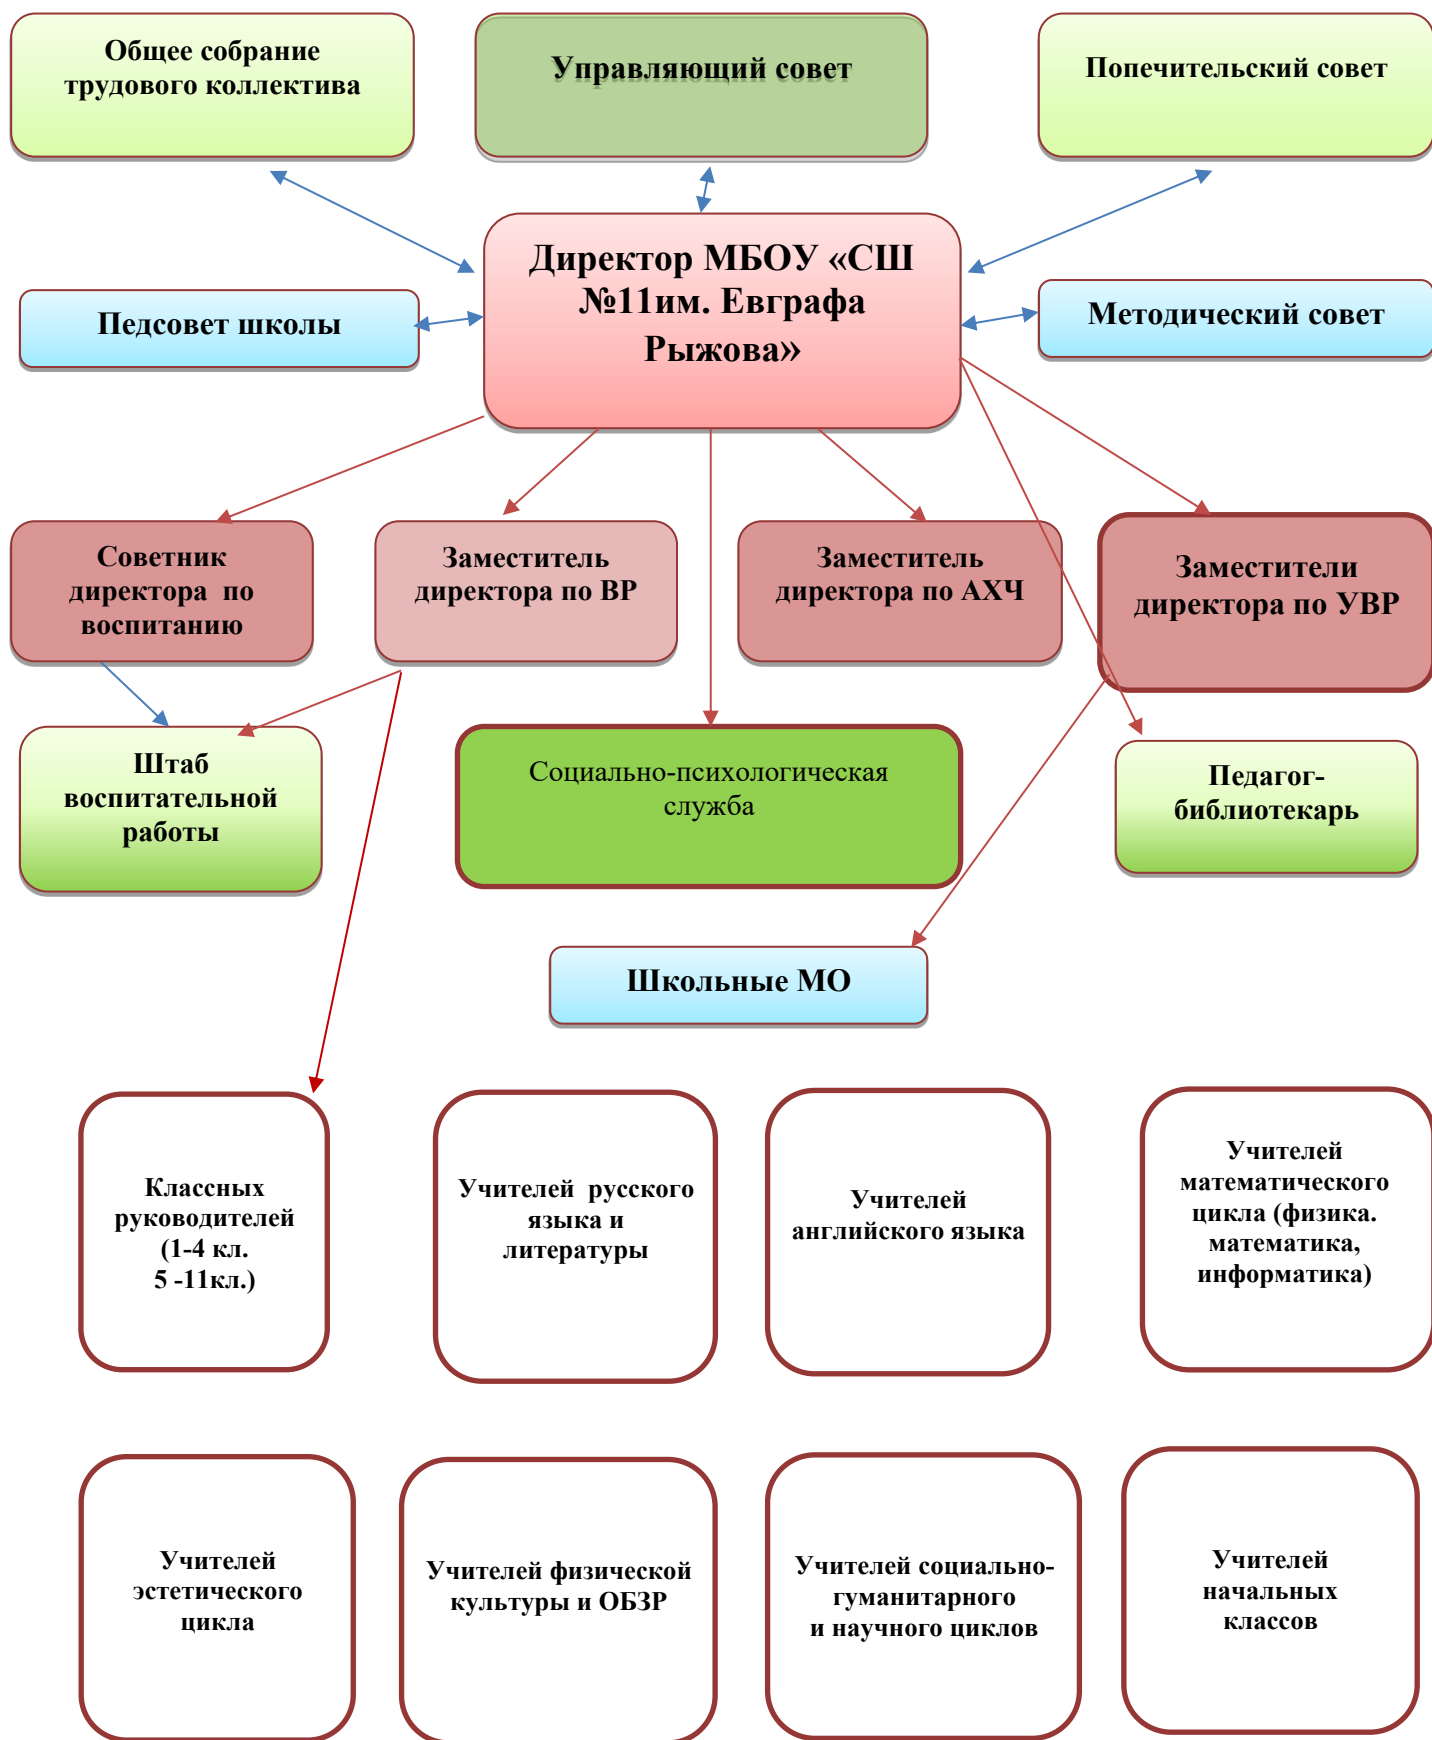 Общее собрание
трудового коллектива
Управляющий совет
Попечительский совет
Директор МБОУ «СШ
№11им. Евграфа
Рыжова»
Педсовет школы
Методический совет
Советник
директора по
воспитанию
Заместитель
директора по ВР
Заместитель
директора по АХЧ
Заместители
директора по УВР
Штаб
воспитательной
работы
Социально-психологическая
служба
Педагог-
библиотекарь
Школьные МО
Классных
руководителей
(1-4 кл.
5 -11кл.)
Учителей русского
языка и
литературы
Учителей
английского языка
Учителей
математического
цикла (физика.
математика,
информатика)
Учителей
эстетического
цикла
Учителей физической
культуры и ОБЗР
Учителей социально-
гуманитарного
и научного циклов
Учителей
начальных
классов